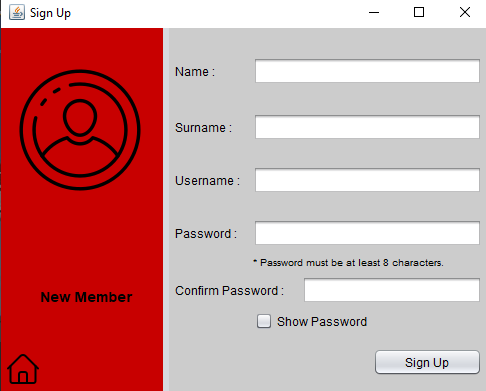 Sign Up
Name :
Surname :
Username :
Password :
* Password must be at least 8 characters.
New Member
Confirm Password :
Show Password
Sign Up